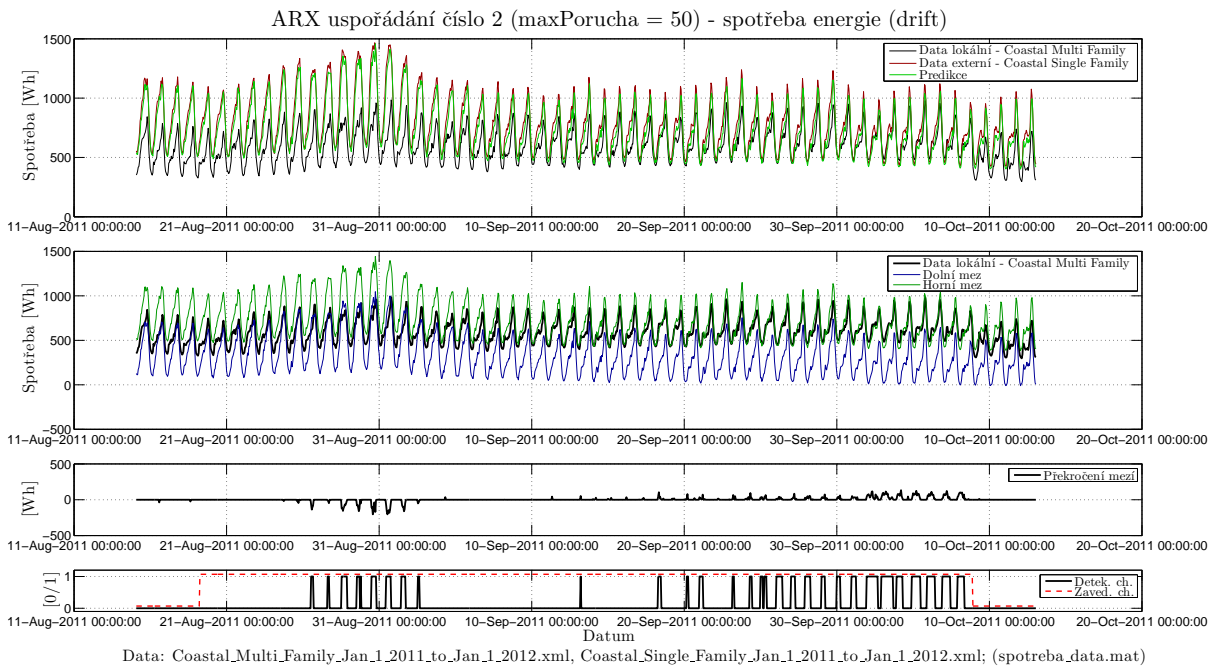 ARX uspořádání číslo 2 (maxPorucha = 50) - spotřeba energie (drift)
1500
1000
500
0
Spotřeba [Wh]
Data lokální - Coastal Multi Family
Data externí - Coastal Single Family
Predikce
11−Aug−2011 00:00:00 21−Aug−2011 00:00:00 31−Aug−2011 00:00:00 10−Sep−2011 00:00:00 20−Sep−2011 00:00:00 30−Sep−2011 00:00:00 10−Oct−2011 00:00:00 20−Oct−2011 00:00:00
1500
1000
500
0
−500
Spotřeba [Wh]
Data lokální - Coastal Multi Family
Dolní mez
Horní mez
11−Aug−2011 00:00:00 21−Aug−2011 00:00:00 31−Aug−2011 00:00:00 10−Sep−2011 00:00:00 20−Sep−2011 00:00:00 30−Sep−2011 00:00:00 10−Oct−2011 00:00:00 20−Oct−2011 00:00:00
500
0
−500
[Wh]
Překročení mezí
11−Aug−2011 00:00:00 21−Aug−2011 00:00:00 31−Aug−2011 00:00:00 10−Sep−2011 00:00:00 20−Sep−2011 00:00:00 30−Sep−2011 00:00:00 10−Oct−2011 00:00:00 20−Oct−2011 00:00:00
1
0
[0/1]
Detek. ch.
Zaved. ch.
11−Aug−2011 00:00:00 21−Aug−2011 00:00:00 31−Aug−2011 00:00:00 10−Sep−2011 00:00:00 20−Sep−2011 00:00:00 30−Sep−2011 00:00:00 10−Oct−2011 00:00:00 20−Oct−2011 00:00:00
Datum
Data: Coastal_Multi_Family_Jan_1_2011_to_Jan_1_2012.xml, Coastal_Single_Family_Jan_1_2011_to_Jan_1_2012.xml; (spotreba_data.mat)